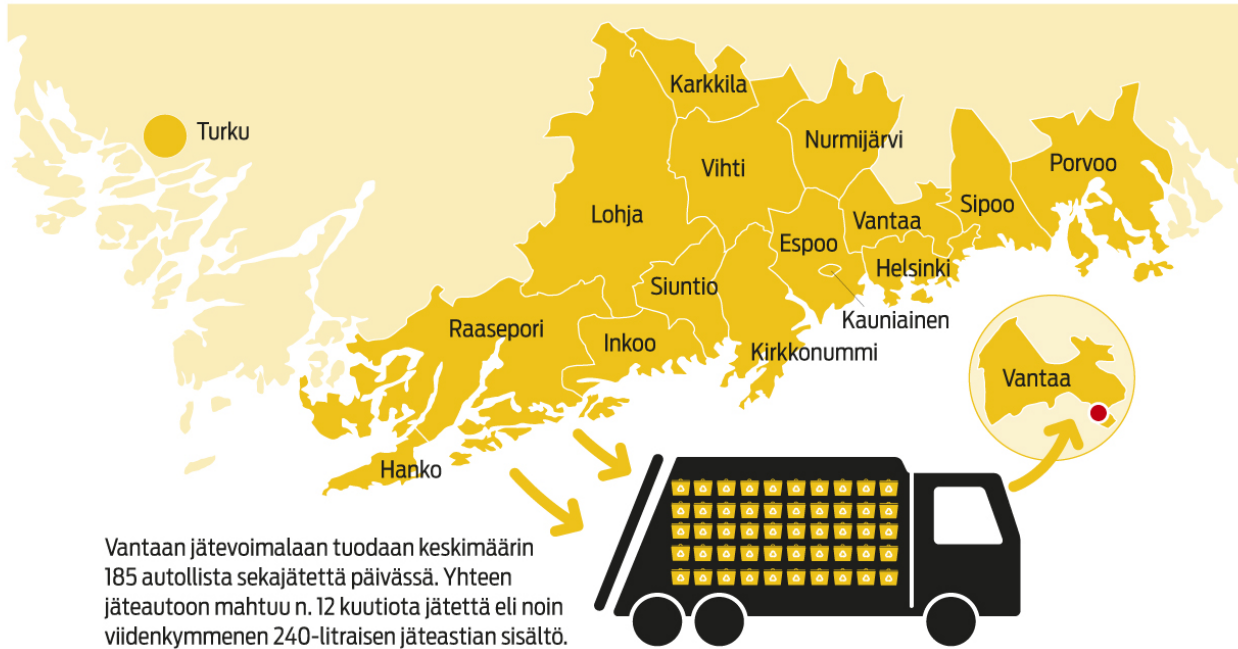 Karkkila
Turku
Nurmijärvi
Vihti
Porvoo
Lohja
Sipoo
Vantaa
Espoo
Helsinki
Siuntio
Kauniainen
Raasepori
Inkoo
Kirkkonummi
Vantaa
Hanko
Vantaan jätevoimalaan tuodaan keskimäärin
185 autollista sekajätettä päivässä. Yhteen
jäteautoon mahtuu n. 12 kuutiota jätettä eli noin
viidenkymmenen 240-litraisen jäteastian sisältö.